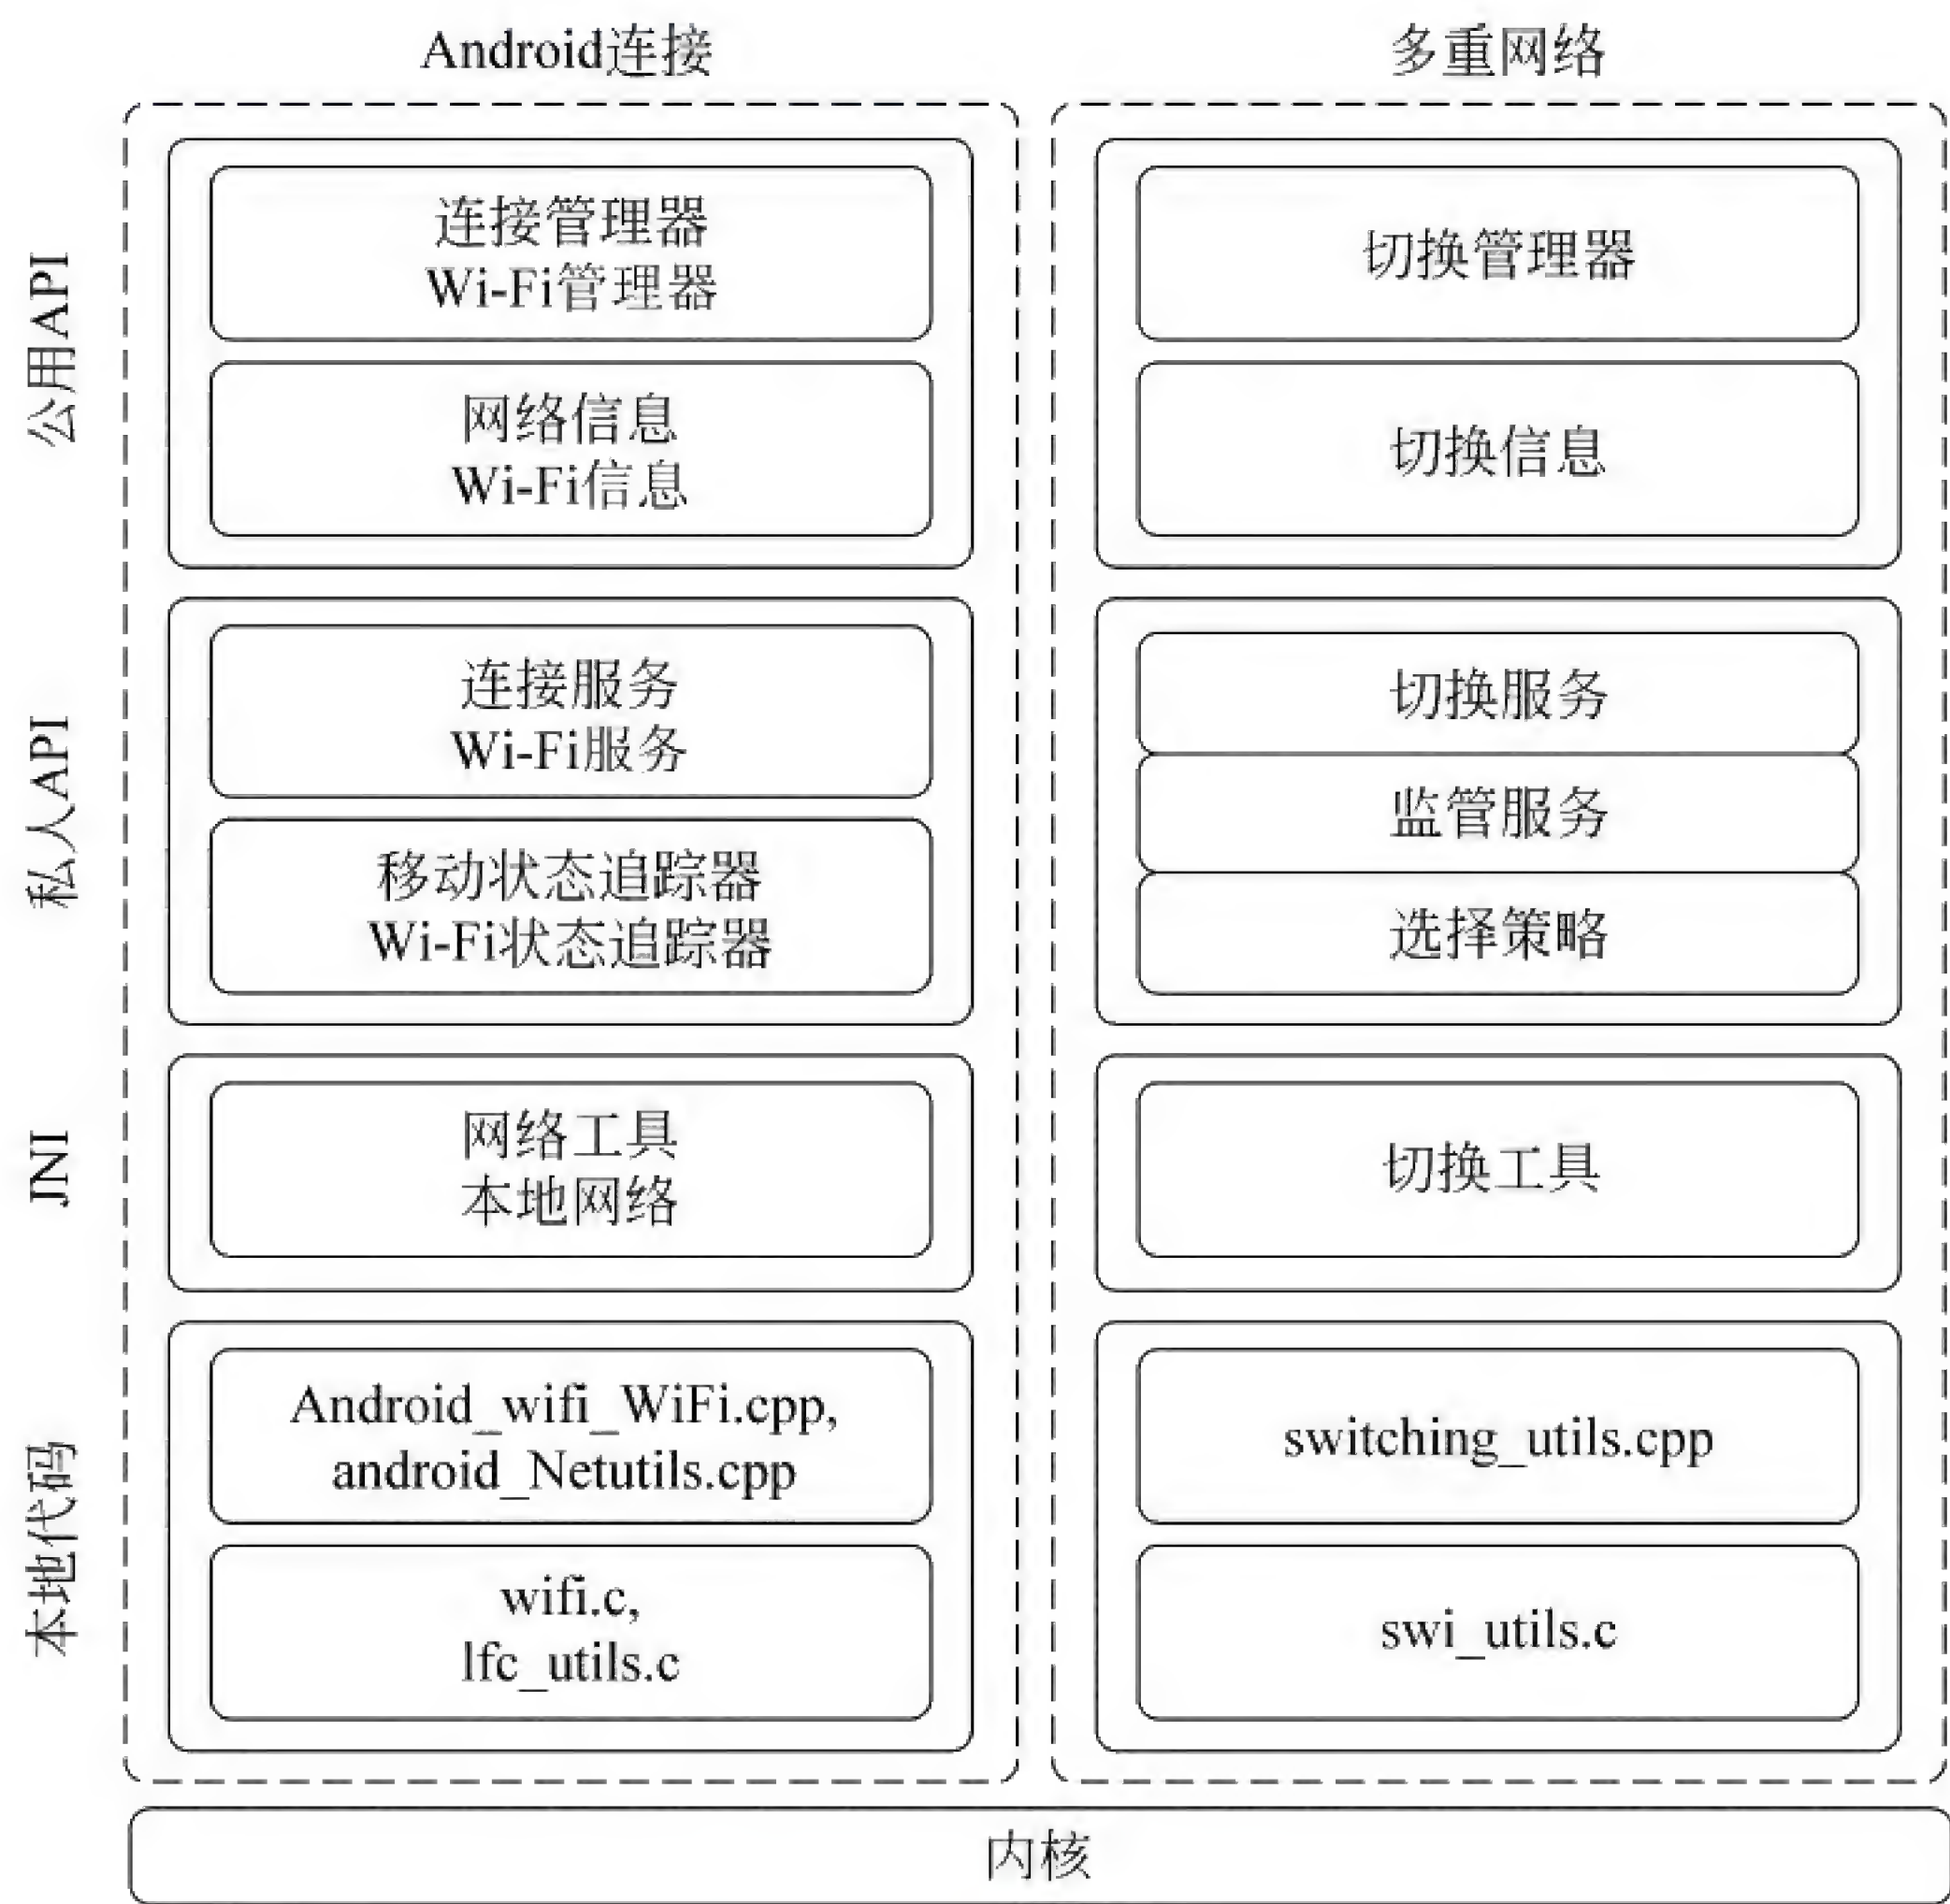 Android连接
多重网络
公用API
连接管理器
Wi-Fi管理器
网络信息
Wi-Fi信息
切换管理器
切换信息
私人API
连接服务
Wi-Fi服务
移动状态追踪器
Wi-Fi状态追踪器
切换服务
监管服务
选择策略
JNI
网络工具
本地网络
切换工具
本地代码
Android_wifi_WiFi.cpp,
android_Netutils.cpp
wifi.c,
lfc_utils.c
switching_utils.cpp
swi_utils.c
内核